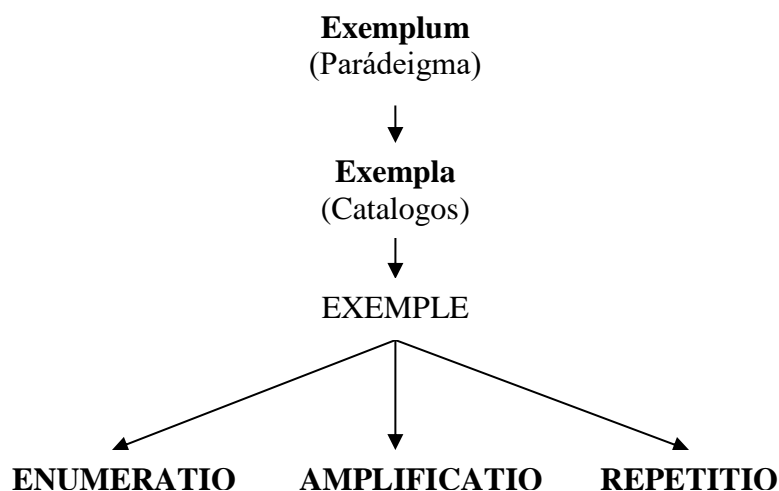 Exemplum
(Parádeigma)
Exempla
(Catalogos)
EXEMPLE
ENUMERATIO AMPLIFICATIO REPETITIO